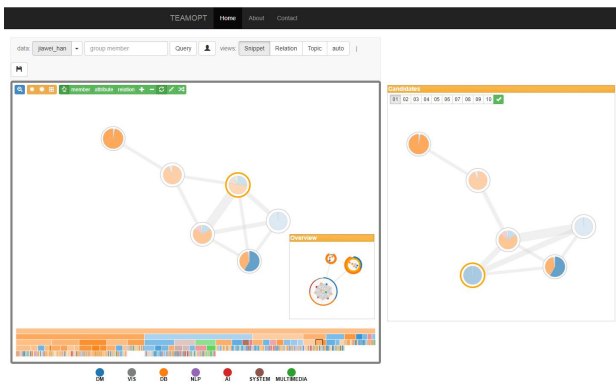 TEAMOPT Home About Contact
data: jiawei_han group member Query views: Snippet Relation Topic auto |
member attribute relation
Candidates
01 02 03 04 05 06 07 08 09 10
Overview
DM VIS DB NLP AI SYSTEM MULTIMEDIA